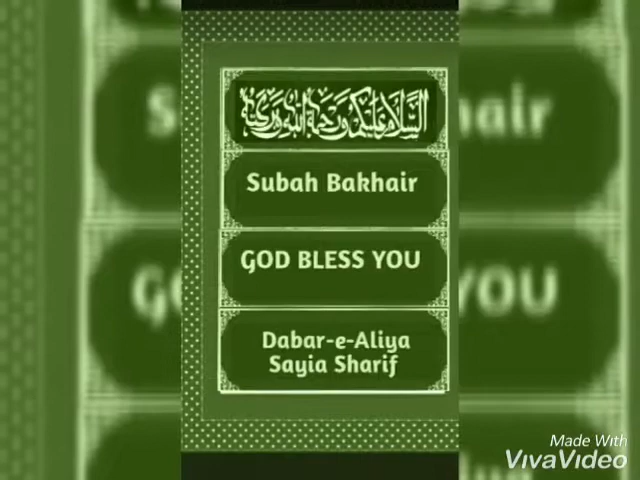 السلام عليكم ورحمة الله وبركاته
Subah Bakhair
GOD BLESS YOU
Dabar-e-Aliya
Sayia Sharif
Made With
VivaVideo